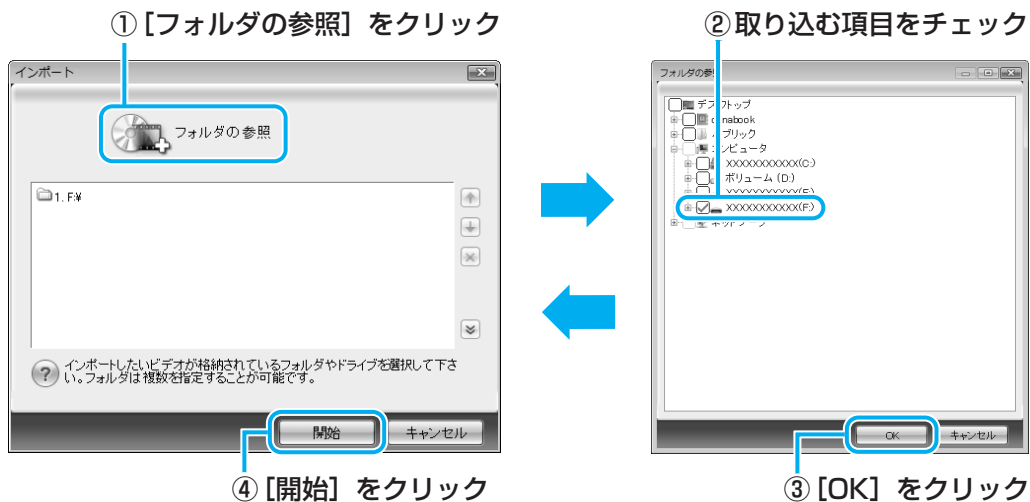 ①[フォルダの参照]をクリック
インポート
フォルダの参照
1. F:¥
インポートしたいビデオが格納されているフォルダやドライブを選択して下さ
い。フォルダは複数を指定することが可能です。
開始
キャンセル
④[開始]をクリック
②取り込む項目をチェック
フォルダの参
デスクトップ
dynabook
パブリック
コンピュータ
XXXXXXXXXXX(C:)
ボリューム (D:)
XXXXXXXXXXX(E:)
XXXXXXXXXXX(F:)
ネットワーク
OK
キャンセル
③[OK]をクリック